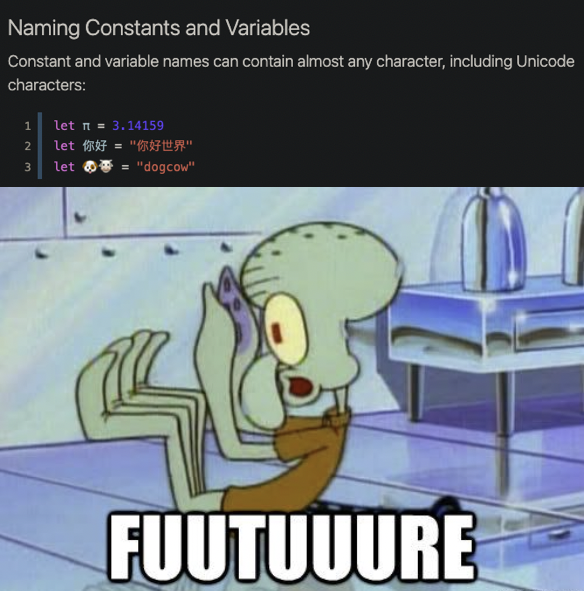 Naming Constants and Variables
Constant and variable names can contain almost any character, including Unicode
characters:
1 let π = 3.14159
2 let 你好 = "你好世界"
3 let 🐶🐮 = "dogcow"
FUUTUUURE